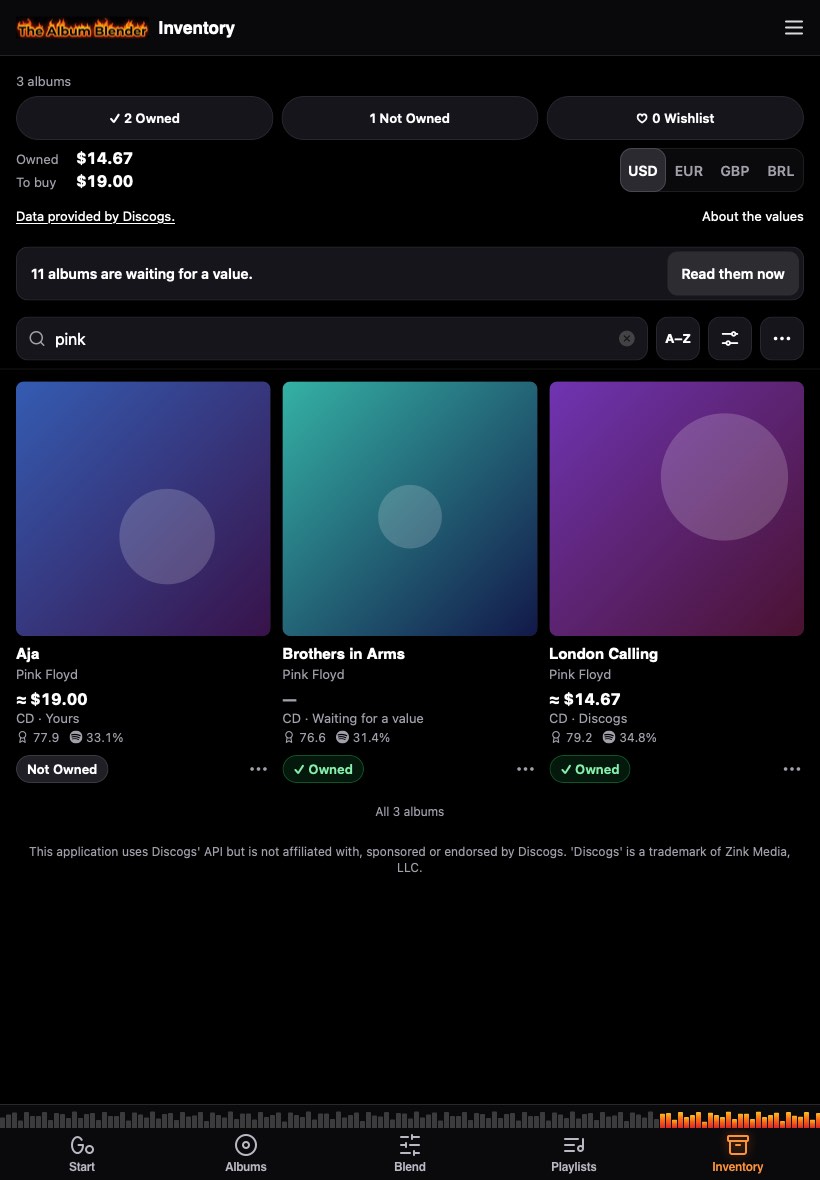 The Album Blender Inventory
3 albums
✓ 2 Owned
1 Not Owned
♡ 0 Wishlist
Owned $14.67
To buy $19.00
USD EUR GBP BRL
Data provided by Discogs.
About the values
11 albums are waiting for a value.
Read them now
pink
A–Z
Aja
Pink Floyd
≈ $19.00
CD · Yours
77.9 33.1%
Not Owned
Brothers in Arms
Pink Floyd
—
CD · Waiting for a value
76.6 31.4%
✓ Owned
London Calling
Pink Floyd
≈ $14.67
CD · Discogs
79.2 34.8%
✓ Owned
All 3 albums
This application uses Discogs' API but is not affiliated with, sponsored or endorsed by Discogs. 'Discogs' is a trademark of Zink Media,
LLC.
Start
Albums
Blend
Playlists
Inventory